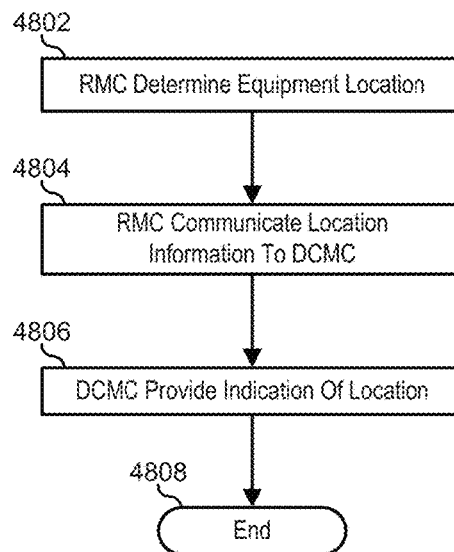 4802
RMC Determine Equipment Location
4804
RMC Communicate Location
Information To DCMC
4806
DCMC Provide Indication Of Location
4808
End